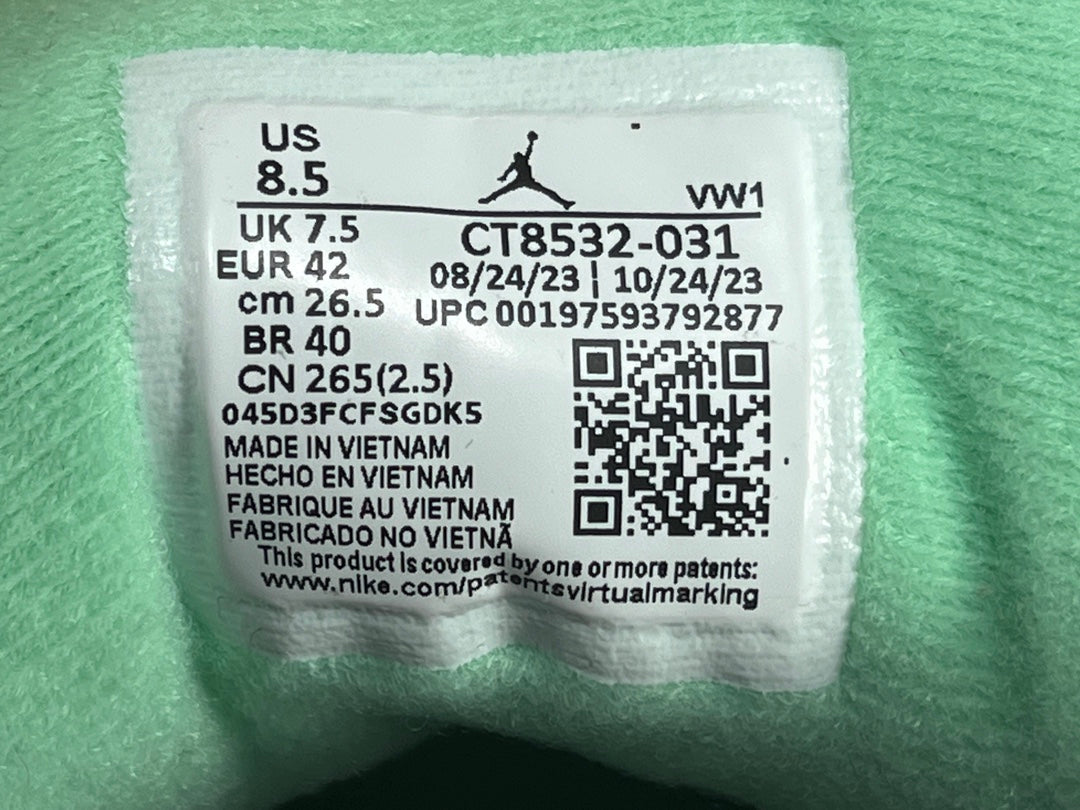 US
8.5
VW1
UK 7.5
CT8532-031
EUR 42
08/24/23 | 10/24/23
cm 26.5
UPC 00197593792877
BR 40
CN 265(2.5)
045D3FCFSGDK5
MADE IN VIETNAM
HECHO EN VIETNAM
FABRIQUE AU VIETNAM
FABRICADO NO VIETNÃ
This product is covered by one or more patents:
www.nike.com/patentsvirtualmarking